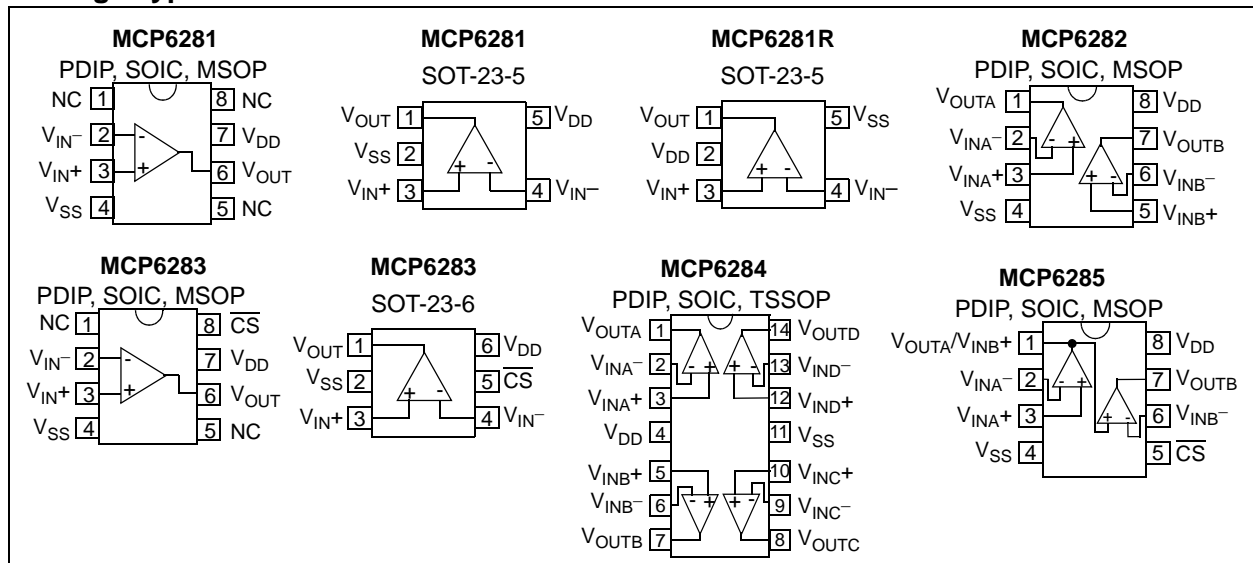 MCP6281
PDIP, SOIC, MSOP
NC 1 8 NC
VIN– 2 7 VDD
VIN+ 3 6 VOUT
VSS 4 5 NC
- +
MCP6281
SOT-23-5
VOUT 1 5 VDD
VSS 2
VIN+ 3 4 VIN–
+ -
MCP6281R
SOT-23-5
VOUT 1 5 VSS
VDD 2
VIN+ 3 4 VIN–
+ -
MCP6282
PDIP, SOIC, MSOP
VOUTA 1 8 VDD
VINA– 2 7 VOUTB
VINA+ 3 6 VINB–
VSS 4 5 VINB+
- +
+ -
MCP6283
PDIP, SOIC, MSOP
NC 1 8 C̅S̅
VIN– 2 7 VDD
VIN+ 3 6 VOUT
VSS 4 5 NC
- +
MCP6283
SOT-23-6
VOUT 1 6 VDD
VSS 2 5 C̅S̅
VIN+ 3 4 VIN–
+ -
MCP6284
PDIP, SOIC, TSSOP
VOUTA 1 14 VOUTD
VINA– 2 13 VIND–
VINA+ 3 12 VIND+
VDD 4 11 VSS
VINB+ 5 10 VINC+
VINB– 6 9 VINC–
VOUTB 7 8 VOUTC
- + + -
- + + -
MCP6285
PDIP, SOIC, MSOP
VOUTA/VINB+ 1 8 VDD
VINA– 2 7 VOUTB
VINA+ 3 6 VINB–
VSS 4 5 C̅S̅
- +
+ -